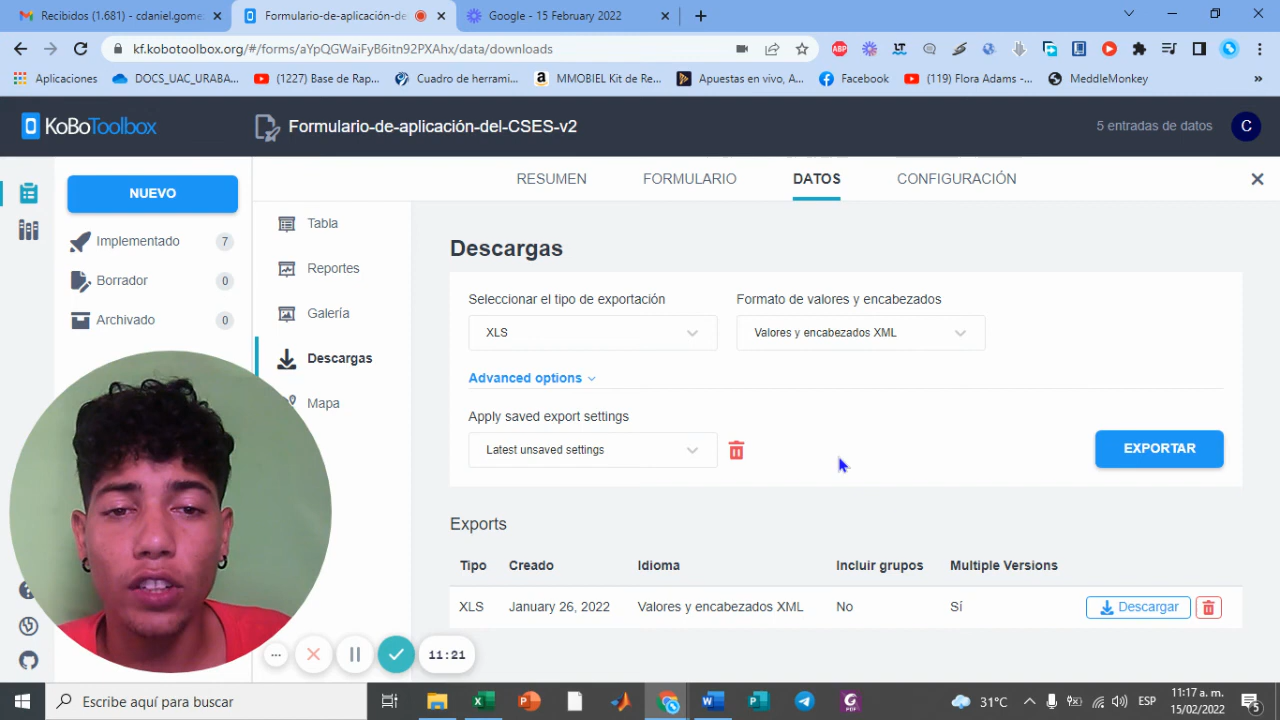 Recibidos (1.681) - cdaniel.gome
Formulario-de-aplicación-de
Google - 15 February 2022
kf.kobotoolbox.org/#/forms/aYpQGWaiFyB6itn92PXAhx/data/downloads
Aplicaciones
DOCS_UAC_URABA...
(1227) Base de Rap...
Cuadro de herrami...
MMOBIEL Kit de Re...
Apuestas en vivo, A...
Facebook
(119) Flora Adams -...
MeddleMonkey
»
KoBoToolbox
Formulario-de-aplicación-del-CSES-v2
5 entradas de datos
C
NUEVO
RESUMEN
FORMULARIO
DATOS
CONFIGURACIÓN
Implementado 7
Borrador 0
Archivado 0
Tabla
Reportes
Galería
Descargas
Mapa
Descargas
Seleccionar el tipo de exportación
Formato de valores y encabezados
XLS
Valores y encabezados XML
Advanced options
Apply saved export settings
Latest unsaved settings
EXPORTAR
Exports
Tipo Creado Idioma Incluir grupos Multiple Versions
XLS January 26, 2022 Valores y encabezados XML No Sí Descargar
11:21
Escribe aquí para buscar
31°C
ESP
11:17 a. m.
15/02/2022
5